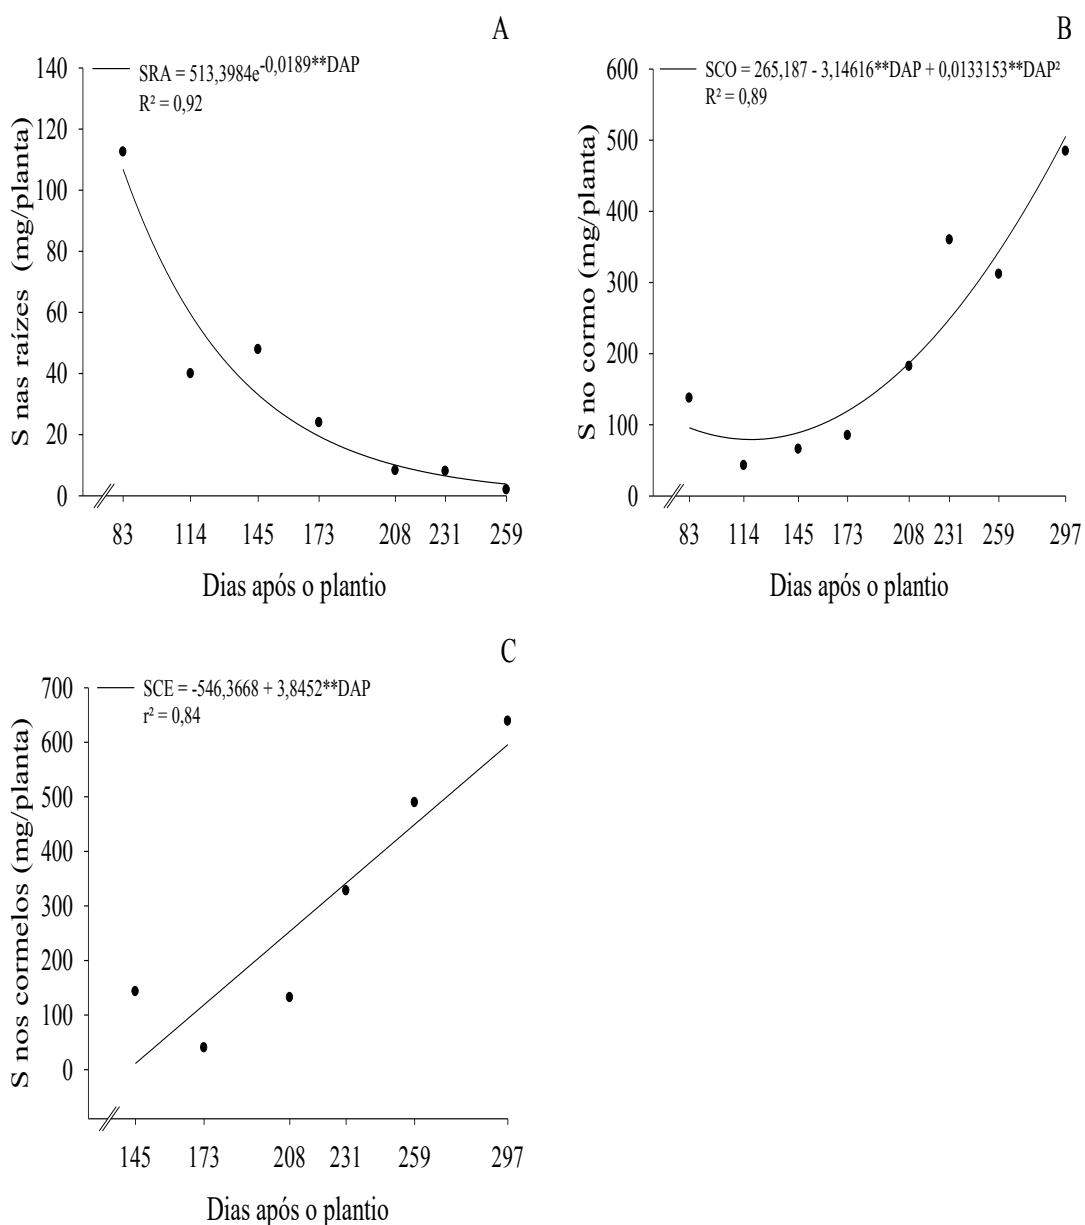 A
SRA = 513,3984e-0,0189**DAP
R² = 0,92
S nas raízes (mg/planta)
140
120
100
80
60
40
20
0
83 114 145 173 208 231 259
Dias após o plantio
B
SCO = 265,187 - 3,14616**DAP + 0,0133153**DAP²
R² = 0,89
S no cormo (mg/planta)
600
500
400
300
200
100
0
83 114 145 173 208 231 259 297
Dias após o plantio
C
SCE = -546,3668 + 3,8452**DAP
r² = 0,84
S nos cormelos (mg/planta)
700
600
500
400
300
200
100
0
145 173 208 231 259 297
Dias após o plantio